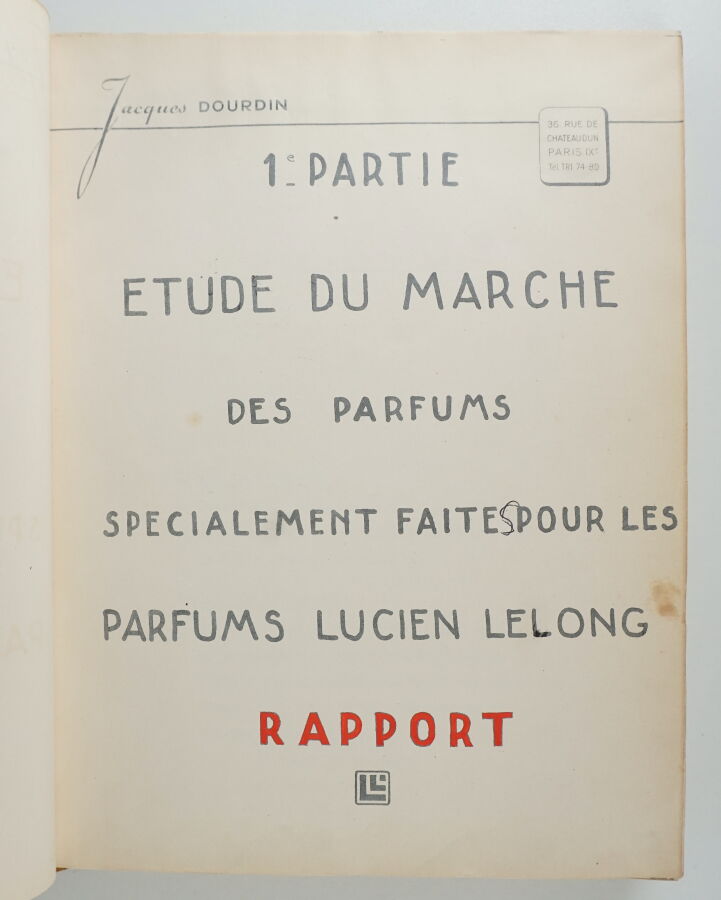 Jacques DOURDIN
36 RUE DE
CHATEAUDUN
PARIS IXᵉ
Tél. TRI. 74-80
1ᵉ PARTIE
ETUDE DU MARCHE
DES PARFUMS
SPECIALEMENT FAITES POUR LES
PARFUMS LUCIEN LELONG
RAPPORT
LL